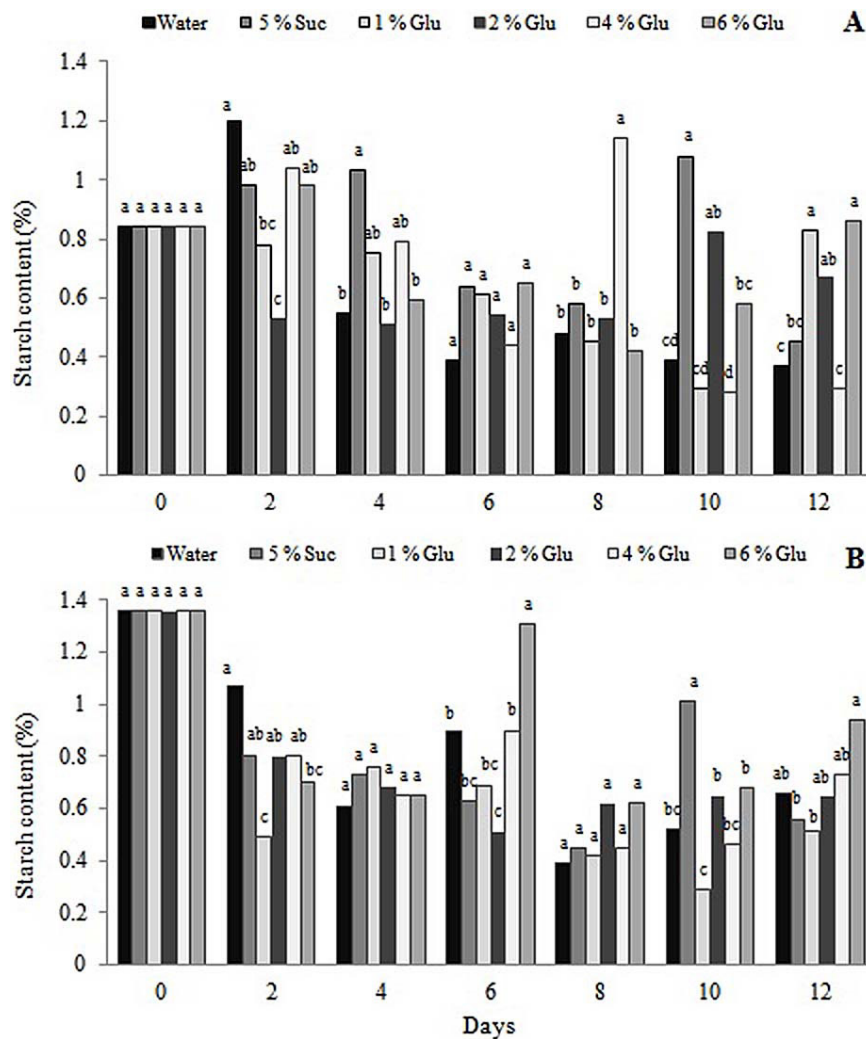 Water 5 % Suc 1 % Glu 2 % Glu 4 % Glu 6 % Glu A
1.4
1.2
1
0.8
0.6
0.4
0.2
0
Starch content (%)
a a a a a a
a ab bc c ab ab
b a ab b ab b
a a a a a a
b b b b a b
cd a cd ab d bc
c bc a ab c a
0 2 4 6 8 10 12
Water 5 % Suc 1 % Glu 2 % Glu 4 % Glu 6 % Glu B
1.4
1.2
1
0.8
0.6
0.4
0.2
0
Starch content (%)
a a a a a a
a ab c ab ab bc
a a a a a a
b bc bc c b a
a a a a a a
bc a c b bc b
ab b b ab ab a
0 2 4 6 8 10 12
Days